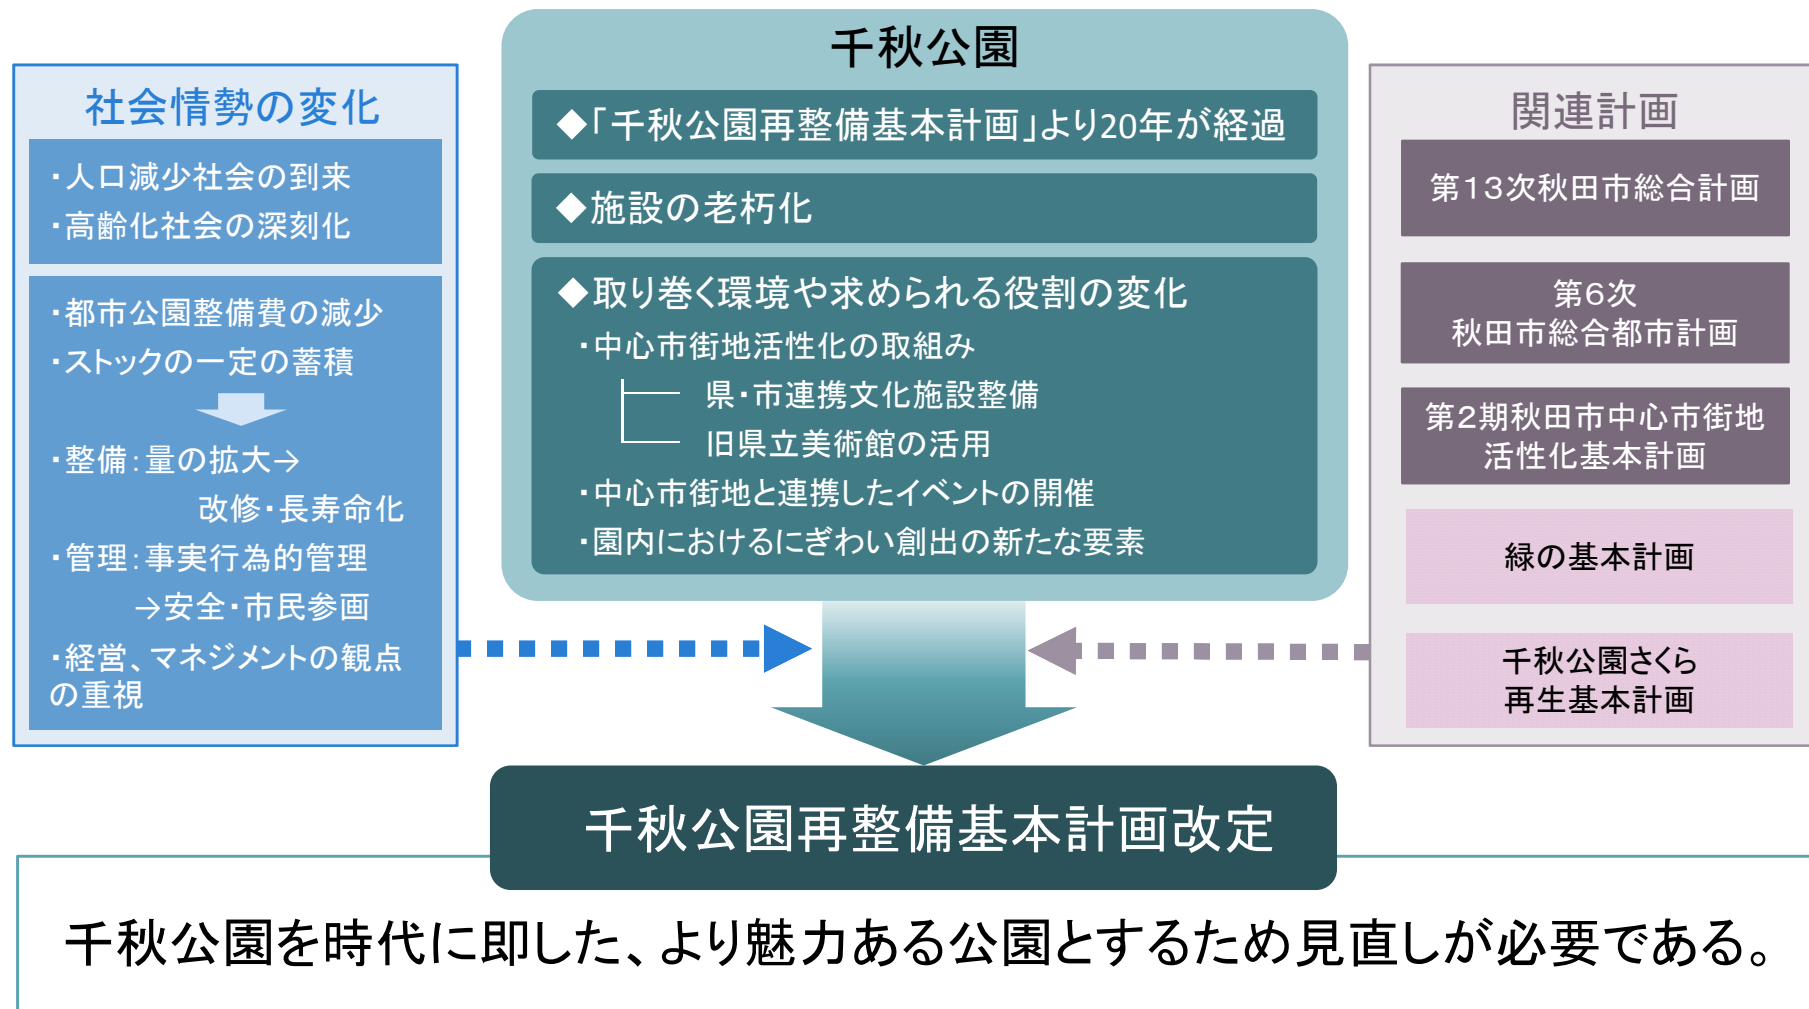 千秋公園
◆「千秋公園再整備基本計画」より20年が経過
◆施設の老朽化
◆取り巻く環境や求められる役割の変化
・中心市街地活性化の取組み
県・市連携文化施設整備
旧県立美術館の活用
・中心市街地と連携したイベントの開催
・園内におけるにぎわい創出の新たな要素
社会情勢の変化
・人口減少社会の到来
・高齢化社会の深刻化
・都市公園整備費の減少
・ストックの一定の蓄積
・整備：量の拡大→
改修・長寿命化
・管理：事実行為的管理
→安全・市民参画
・経営、マネジメントの観点
の重視
関連計画
第１３次秋田市総合計画
第６次
秋田市総合都市計画
第２期秋田市中心市街地
活性化基本計画
緑の基本計画
千秋公園さくら
再生基本計画
千秋公園再整備基本計画改定
千秋公園を時代に即した、より魅力ある公園とするため見直しが必要である。